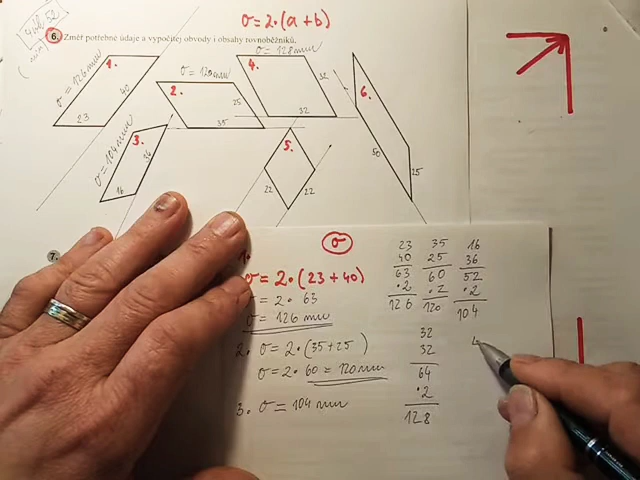 o = 2·(a+b)
6. Změř potřebné údaje a vypočítej obvody i obsahy rovnoběžníků.
1.
o = 126 mm
40
23
2.
o = 120 mm
25
35
4.
o = 128 mm
32
32
3.
o = 104 mm
36
16
5.
22
22
6.
50
25
7.
o
1.
o = 2·(23+40)
= 2·63
o = 126 mm
2. o = 2·(35+25)
o = 2·60 = 120 mm
3. o = 104 mm
23 35 16
40 25 36
63 60 52
·2 ·2 ·2
126 120 104
32
32
64
·2
128